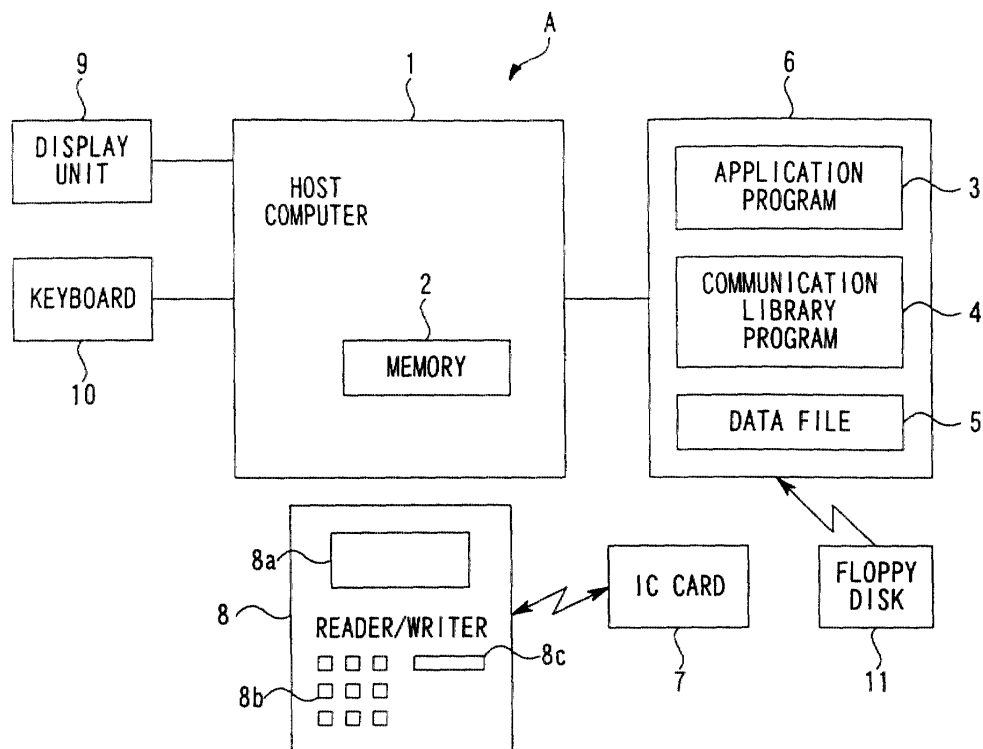 A
9
1
6
DISPLAY
UNIT
HOST
COMPUTER
APPLICATION
PROGRAM
3
KEYBOARD
10
2
MEMORY
COMMUNICATION
LIBRARY
PROGRAM
4
DATA FILE
5
8a
8
READER/WRITER
8c
8b
IC CARD
7
FLOPPY
DISK
11